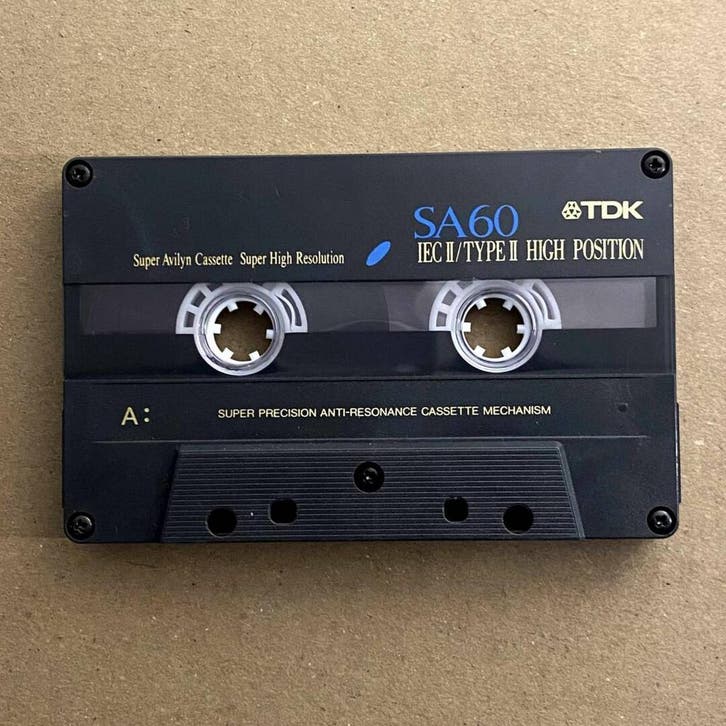 SA60 TDK
Super Avilyn Cassette Super High Resolution IEC II/TYPE II HIGH POSITION
A: SUPER PRECISION ANTI-RESONANCE CASSETTE MECHANISM